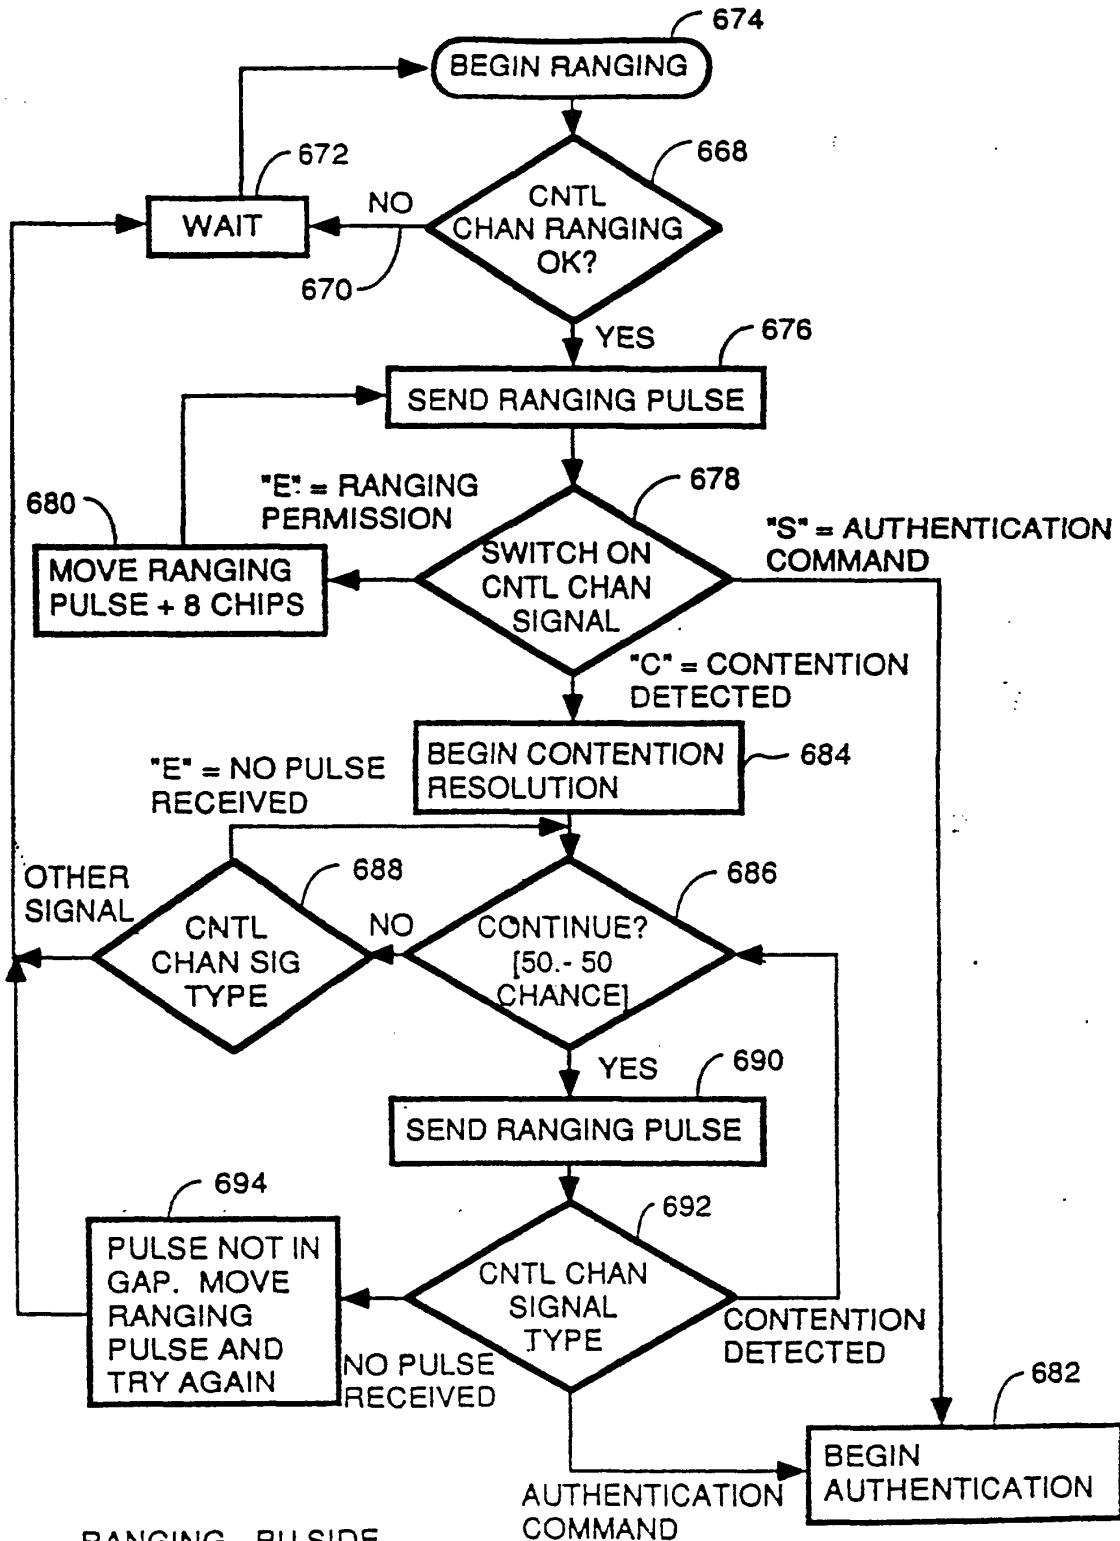 674
BEGIN RANGING
672
668
WAIT
NO
CNTL
CHAN RANGING
OK?
670
YES
676
SEND RANGING PULSE
678
680
"E" = RANGING
PERMISSION
"S" = AUTHENTICATION
COMMAND
MOVE RANGING
PULSE + 8 CHIPS
SWITCH ON
CNTL CHAN
SIGNAL
"C" = CONTENTION
DETECTED
BEGIN CONTENTION
RESOLUTION
684
"E" = NO PULSE
RECEIVED
688
686
OTHER
SIGNAL
CNTL
CHAN SIG
TYPE
NO
CONTINUE?
[50.- 50
CHANCE]
YES
690
SEND RANGING PULSE
694
692
PULSE NOT IN
GAP. MOVE
RANGING
PULSE AND
TRY AGAIN
CNTL CHAN
SIGNAL
TYPE
CONTENTION
DETECTED
NO PULSE
RECEIVED
682
BEGIN
AUTHENTICATION
AUTHENTICATION
COMMAND
RANGING - RU SIDE